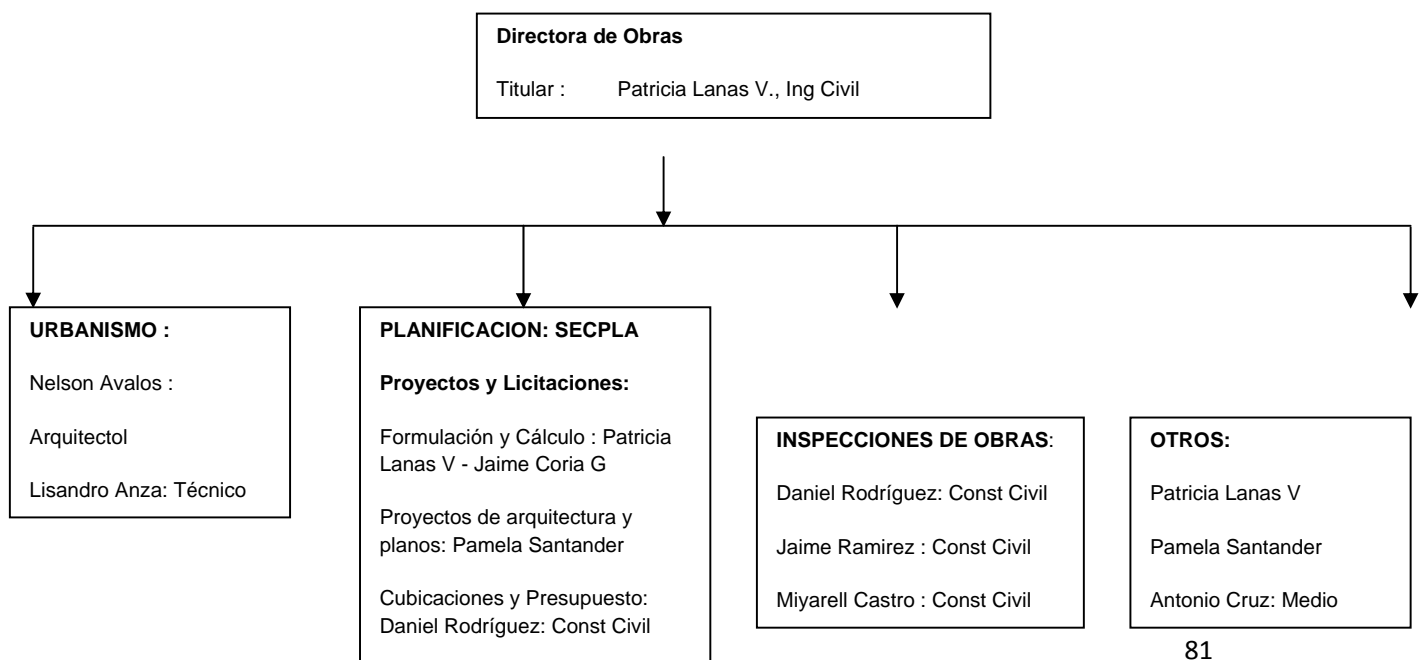 Directora de Obras
Titular : Patricia Lanas V., Ing Civil
URBANISMO :
Nelson Avalos :
Arquitectol
Lisandro Anza: Técnico
PLANIFICACION: SECPLA
Proyectos y Licitaciones:
Formulación y Cálculo : Patricia
Lanas V - Jaime Coria G
Proyectos de arquitectura y
planos: Pamela Santander
Cubicaciones y Presupuesto:
Daniel Rodríguez: Const Civil
INSPECCIONES DE OBRAS:
Daniel Rodríguez: Const Civil
Jaime Ramirez : Const Civil
Miyarell Castro : Const Civil
OTROS:
Patricia Lanas V
Pamela Santander
Antonio Cruz: Medio
81